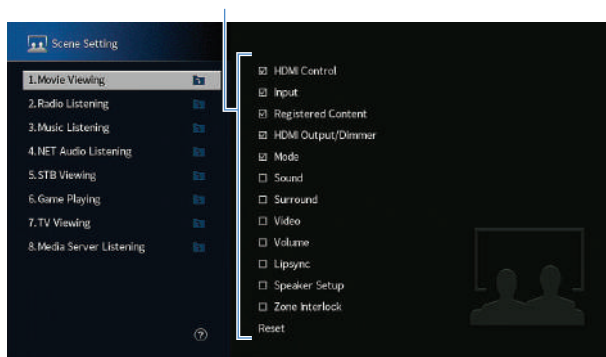 Scene Setting
1.Movie Viewing
2.Radio Listening
3.Music Listening
4.NET Audio Listening
5.STB Viewing
6.Game Playing
7.TV Viewing
8.Media Server Listening
?
HDMI Control
Input
Registered Content
HDMI Output/Dimmer
Mode
Sound
Surround
Video
Volume
Lipsync
Speaker Setup
Zone Interlock
Reset